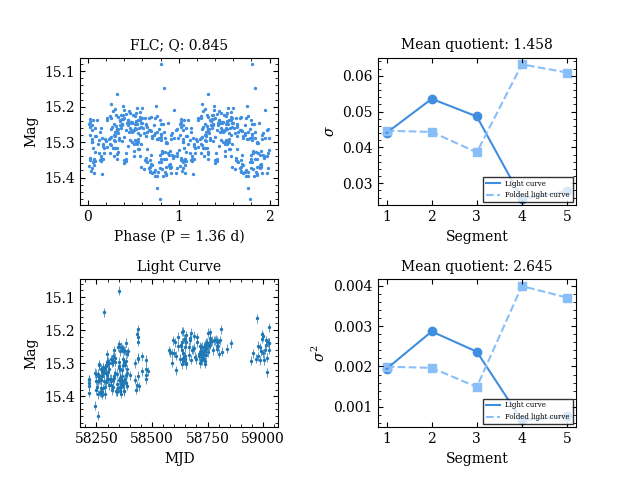 FLC; Q: 0.845
15.1
15.2
15.3
15.4
Mag
0 1 2
Phase (P = 1.36 d)
Mean quotient: 1.458
0.06
0.05
0.04
0.03
σ
Light curve
Folded light curve
1 2 3 4 5
Segment
Light Curve
15.1
15.2
15.3
15.4
Mag
58250 58500 58750 59000
MJD
Mean quotient: 2.645
0.004
0.003
0.002
0.001
σ²
Light curve
Folded light curve
1 2 3 4 5
Segment